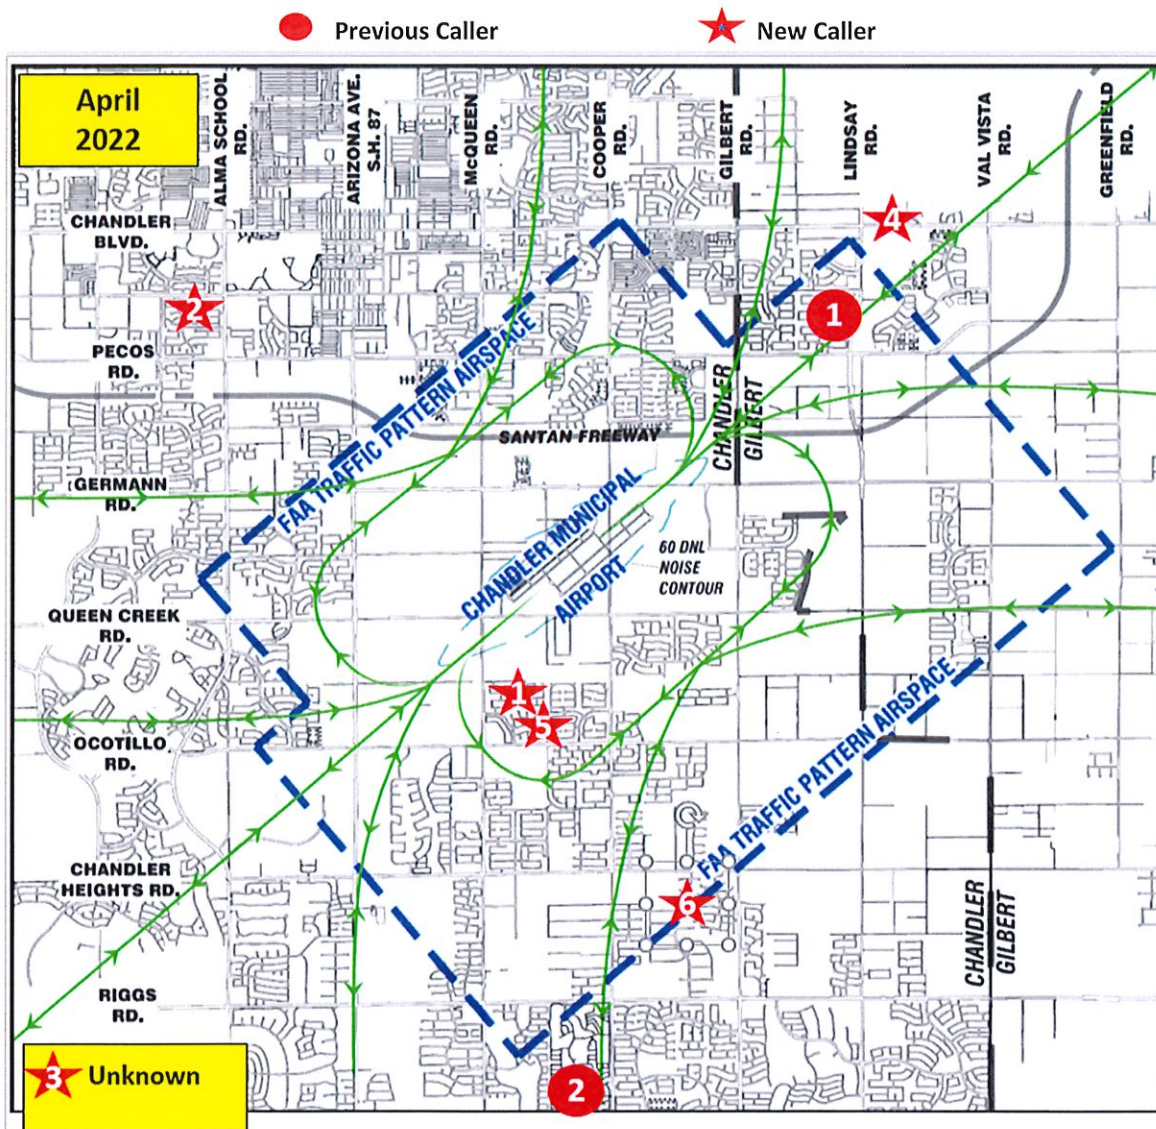 Previous Caller
New Caller
April
2022
ALMA SCHOOL
RD.
ARIZONA AVE.
S.H. 87
McQUEEN
RD.
COOPER
RD.
GILBERT
RD.
LINDSAY
RD.
VAL VISTA
RD.
GREENFIELD
RD.
CHANDLER
BLVD.
4
2
1
PECOS
RD.
FAA TRAFFIC PATTERN AIRSPACE
CHANDLER
GILBERT
SANTAN FREEWAY
GERMANN
RD.
CHANDLER MUNICIPAL
AIRPORT
60 DNL
NOISE
CONTOUR
QUEEN CREEK
RD.
1
5
OCOTILLO
RD.
FAA TRAFFIC PATTERN AIRSPACE
CHANDLER
HEIGHTS RD.
6
CHANDLER
GILBERT
RIGGS
RD.
3 Unknown
2